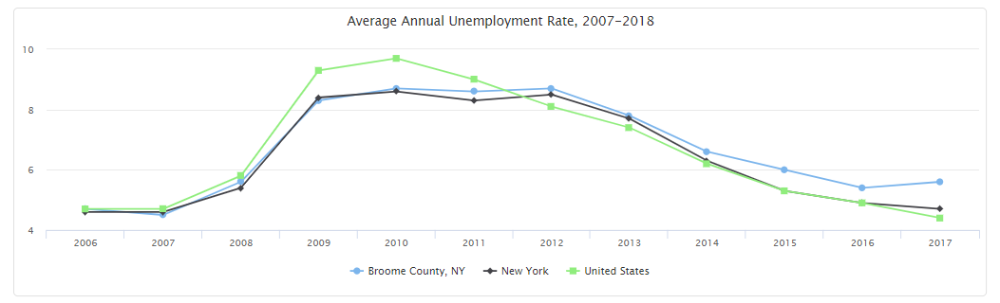 Average Annual Unemployment Rate, 2007-2018
10
8
6
4
2006 2007 2008 2009 2010 2011 2012 2013 2014 2015 2016 2017
Broome County, NY New York United States